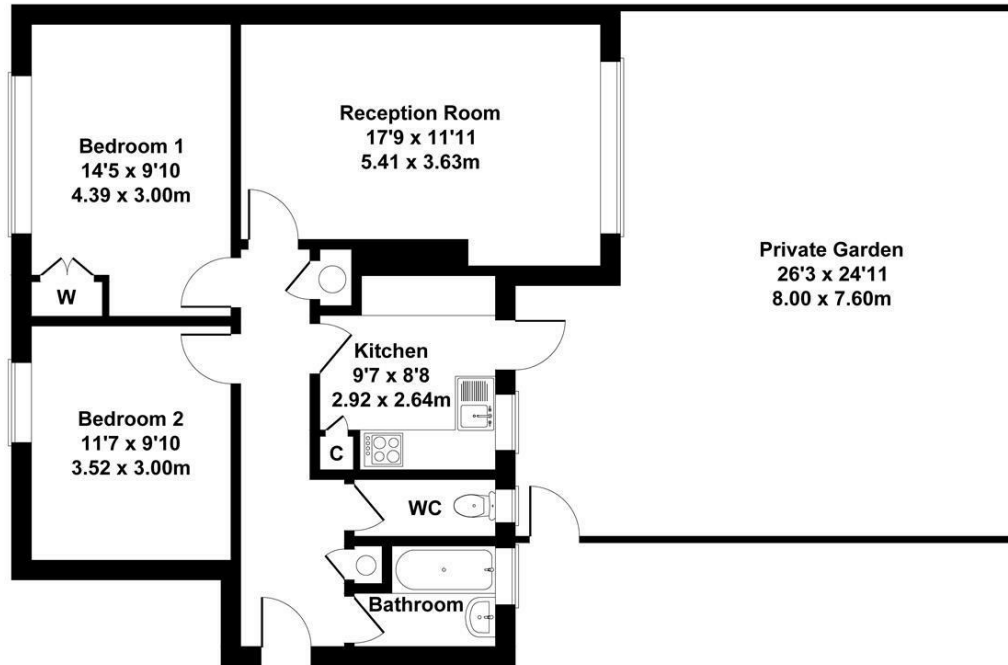 Bedroom 1
14'5 x 9'10
4.39 x 3.00m
W
Reception Room
17'9 x 11'11
5.41 x 3.63m
Private Garden
26'3 x 24'11
8.00 x 7.60m
Kitchen
9'7 x 8'8
2.92 x 2.64m
C
Bedroom 2
11'7 x 9'10
3.52 x 3.00m
WC
Bathroom